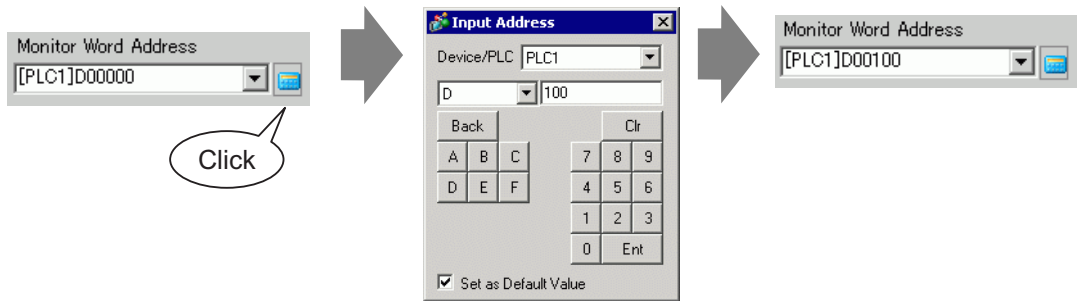 Monitor Word Address
[PLC1]D00000
Click
Input Address
Device/PLC PLC1
D 100
Back Clr
A B C 7 8 9
D E F 4 5 6
1 2 3
0 Ent
Set as Default Value
Monitor Word Address
[PLC1]D00100